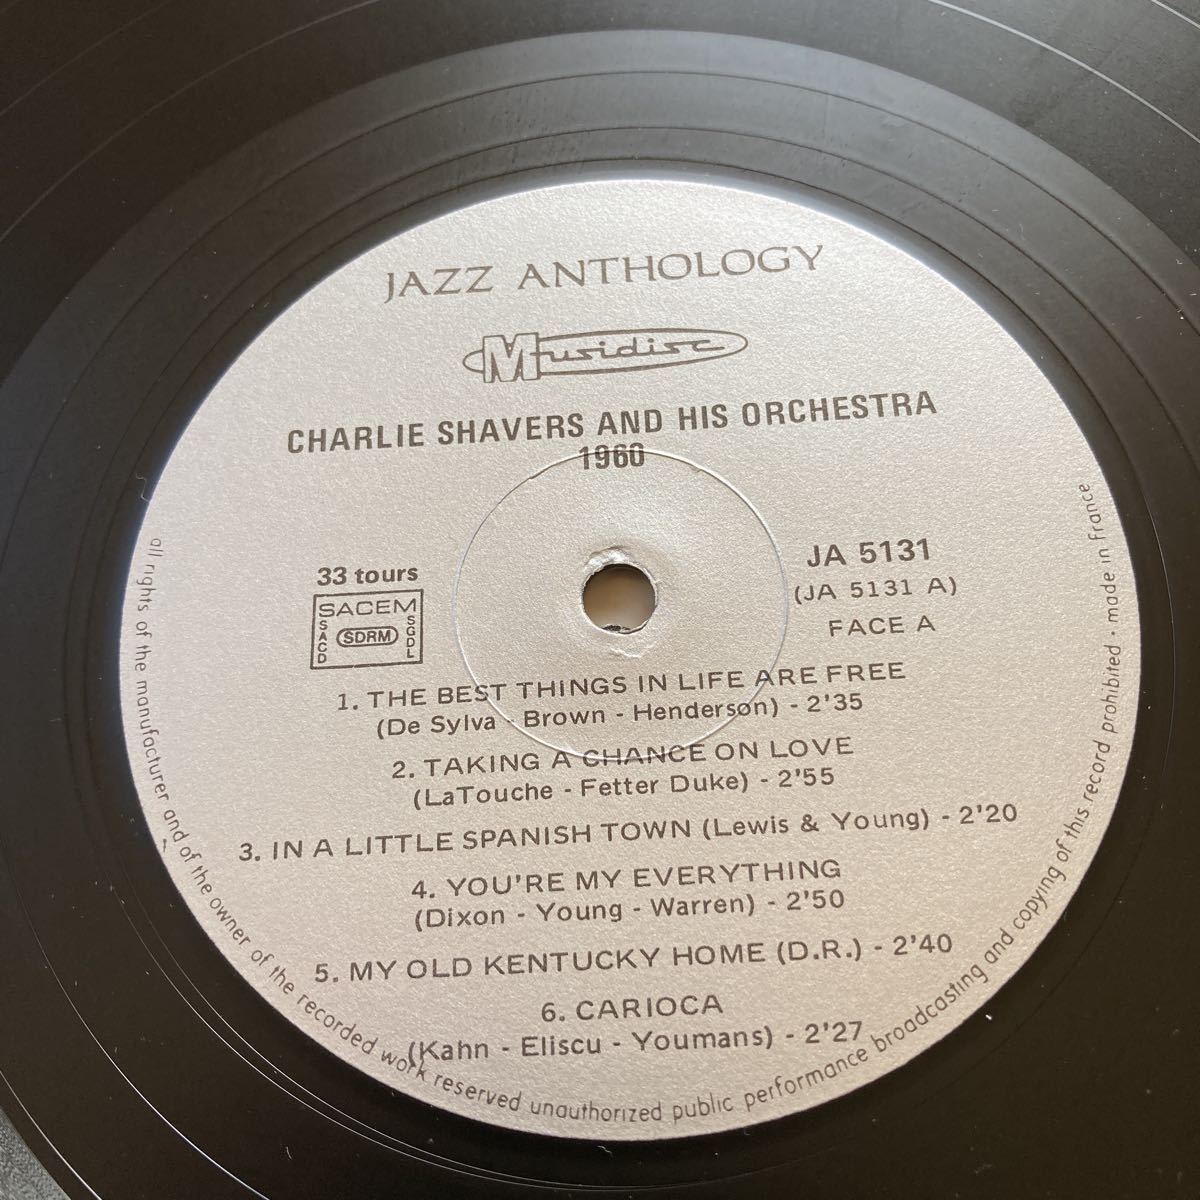 JAZZ ANTHOLOGY
Musidisc
CHARLIE SHAVERS AND HIS ORCHESTRA
1960
33 tours
SACEM
SACD
SDRM
SGDL
JA 5131
(JA 5131 A)
FACE A
1. THE BEST THINGS IN LIFE ARE FREE
(De Sylva - Brown - Henderson) - 2'35
2. TAKING A CHANCE ON LOVE
(LaTouche - Fetter Duke) - 2'55
3. IN A LITTLE SPANISH TOWN (Lewis & Young) - 2'20
4. YOU'RE MY EVERYTHING
(Dixon - Young - Warren) - 2'50
5. MY OLD KENTUCKY HOME (D.R.) - 2'40
6. CARIOCA
(Kahn - Eliscu - Youmans) - 2'27
all rights of the manufacturer and of the owner of the recorded work reserved unauthorized public performance broadcasting and copying of this record prohibited • made in france